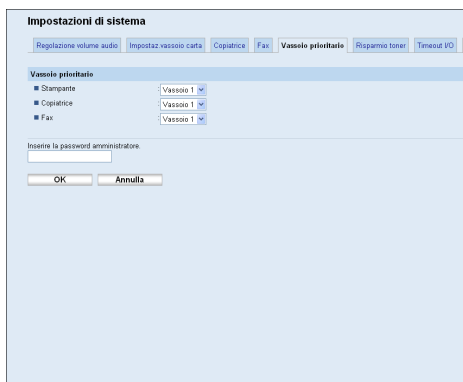 Impostazioni di sistema
Regolazione volume audio Impostaz.vassoio carta Copiatrice Fax Vassoio prioritario Risparmio toner Timeout I/O
Vassoio prioritario
Stampante : Vassoio 1
Copiatrice : Vassoio 1
Fax : Vassoio 1
Inserire la password amministratore.
OK Annulla